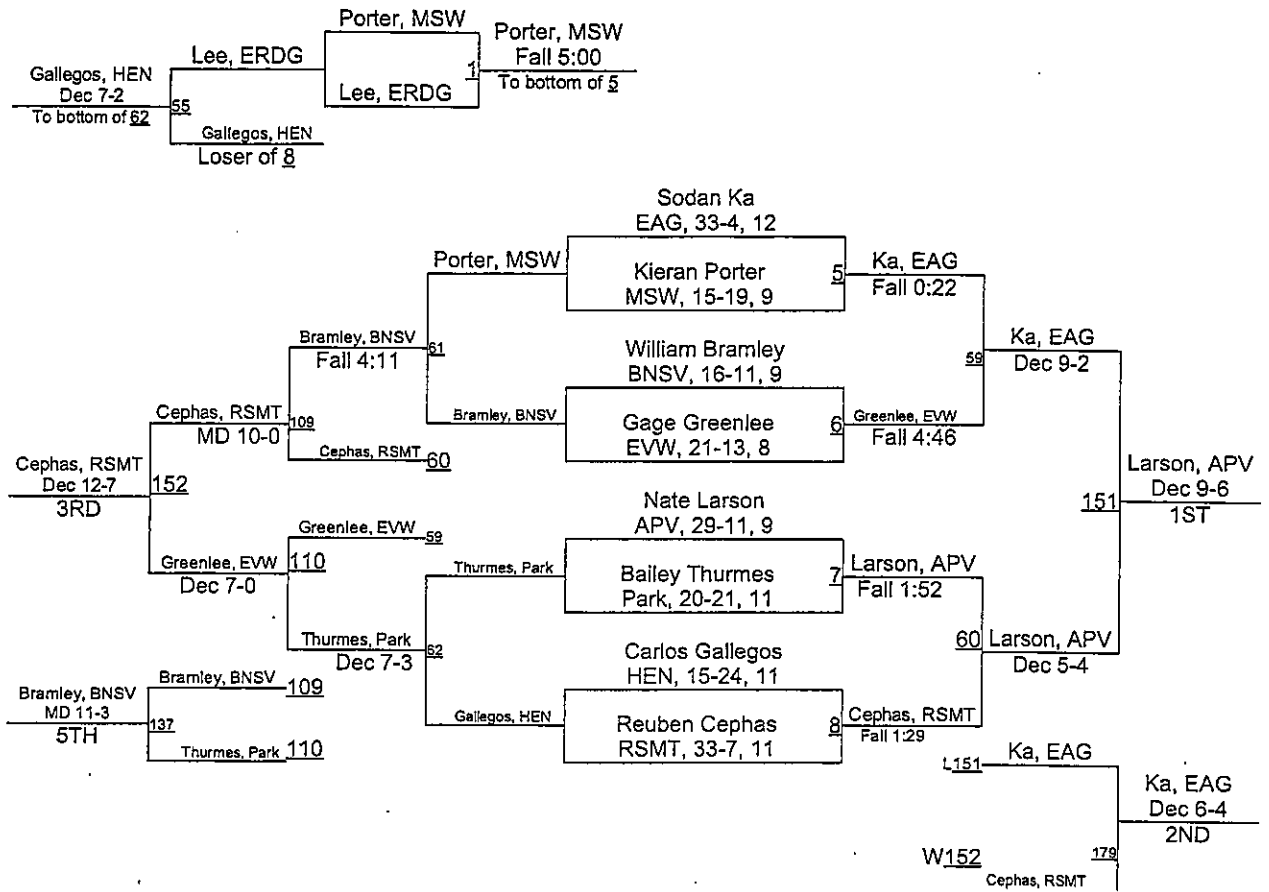 Porter, MSW
Lee, ERDG
Porter, MSW
Fall 5:00
1
To bottom of 5
Lee, ERDG
Gallegos, HEN
Dec 7-2
To bottom of 62
55
Gallegos, HEN
Loser of 8
Sodan Ka
EAG, 33-4, 12
Porter, MSW
Kieran Porter
MSW, 15-19, 9
5
Ka, EAG
Fall 0:22
Bramley, BNSV
Fall 4:11
61
William Bramley
BNSV, 16-11, 9
59
Ka, EAG
Dec 9-2
Cephas, RSMT
MD 10-0
109
Bramley, BNSV
Gage Greenlee
EVW, 21-13, 8
6
Greenlee, EVW
Fall 4:46
Cephas, RSMT
60
Cephas, RSMT
Dec 12-7
3RD
152
Nate Larson
APV, 29-11, 9
151
Larson, APV
Dec 9-6
1ST
Greenlee, EVW
59
Greenlee, EVW
Dec 7-0
110
Thurmes, Park
Bailey Thurmes
Park, 20-21, 11
7
Larson, APV
Fall 1:52
Thurmes, Park
Dec 7-3
62
Carlos Gallegos
HEN, 15-24, 11
60
Larson, APV
Dec 5-4
Bramley, BNSV
109
Bramley, BNSV
MD 11-3
5TH
137
Thurmes, Park
110
Gallegos, HEN
Reuben Cephas
RSMT, 33-7, 11
8
Cephas, RSMT
Fall 1:29
L151
Ka, EAG
Ka, EAG
Dec 6-4
2ND
W152
179
Cephas, RSMT